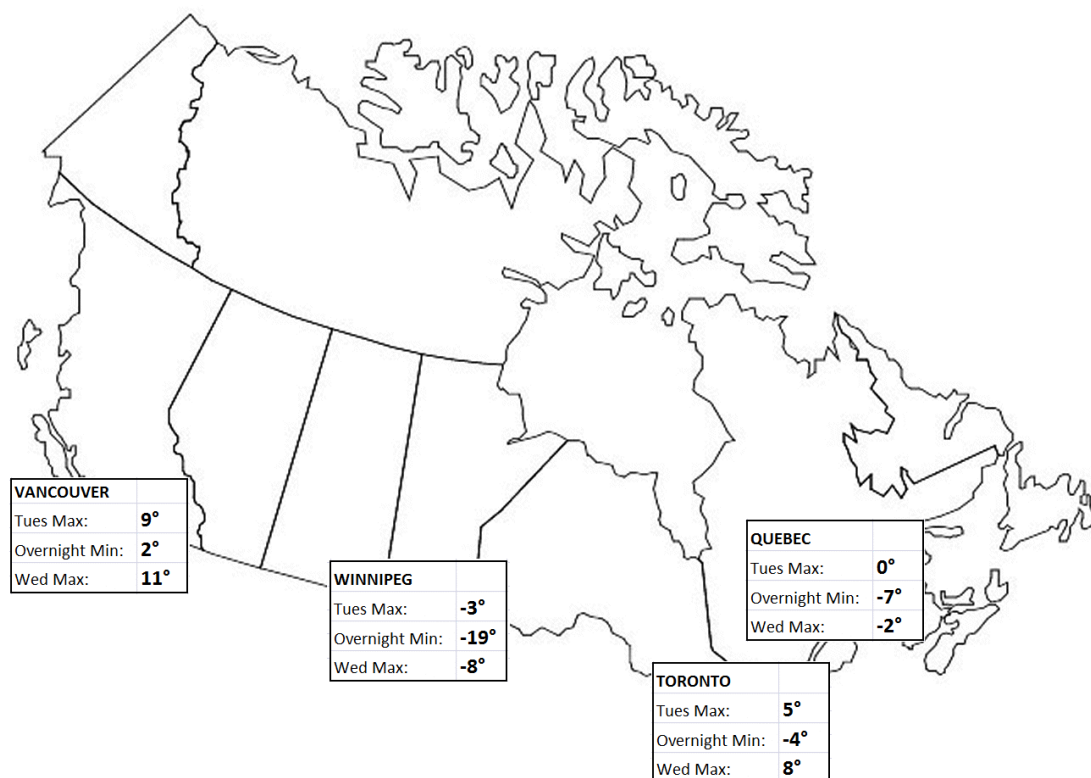 VANCOUVER
Tues Max: 9°
Overnight Min: 2°
Wed Max: 11°
WINNIPEG
Tues Max: -3°
Overnight Min: -19°
Wed Max: -8°
QUEBEC
Tues Max: 0°
Overnight Min: -7°
Wed Max: -2°
TORONTO
Tues Max: 5°
Overnight Min: -4°
Wed Max: 8°